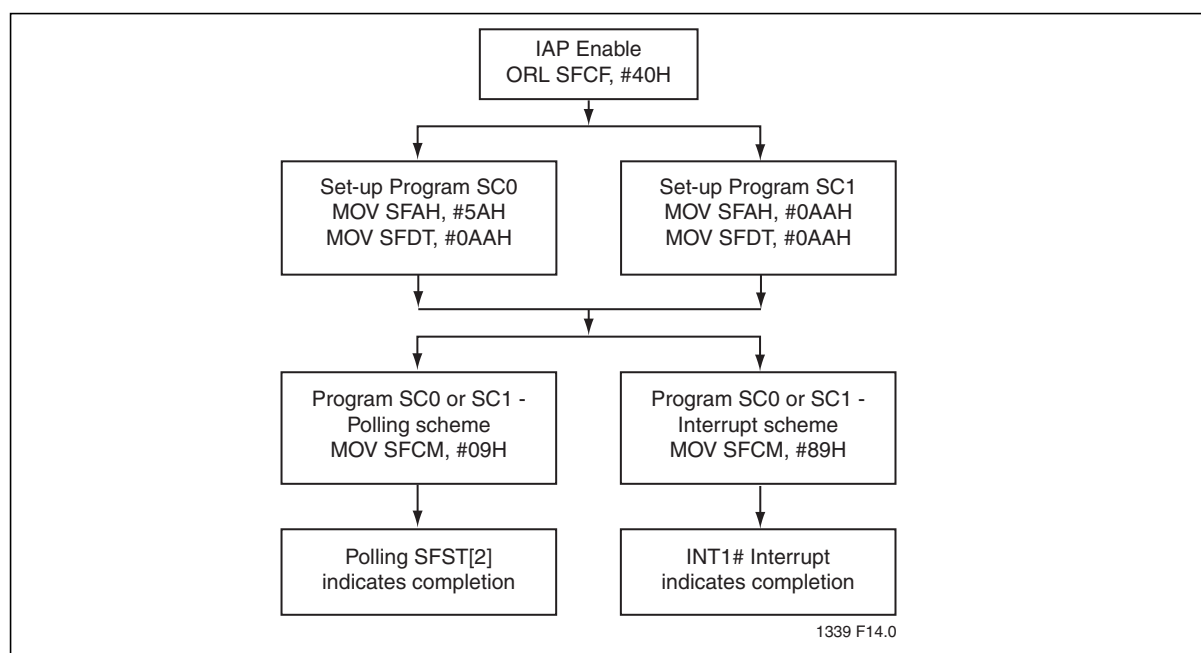 IAP Enable
ORL SFCF, #40H
Set-up Program SC0
MOV SFAH, #5AH
MOV SFDT, #0AAH
Set-up Program SC1
MOV SFAH, #0AAH
MOV SFDT, #0AAH
Program SC0 or SC1 -
Polling scheme
MOV SFCM, #09H
Program SC0 or SC1 -
Interrupt scheme
MOV SFCM, #89H
Polling SFST[2]
indicates completion
INT1# Interrupt
indicates completion
1339 F14.0